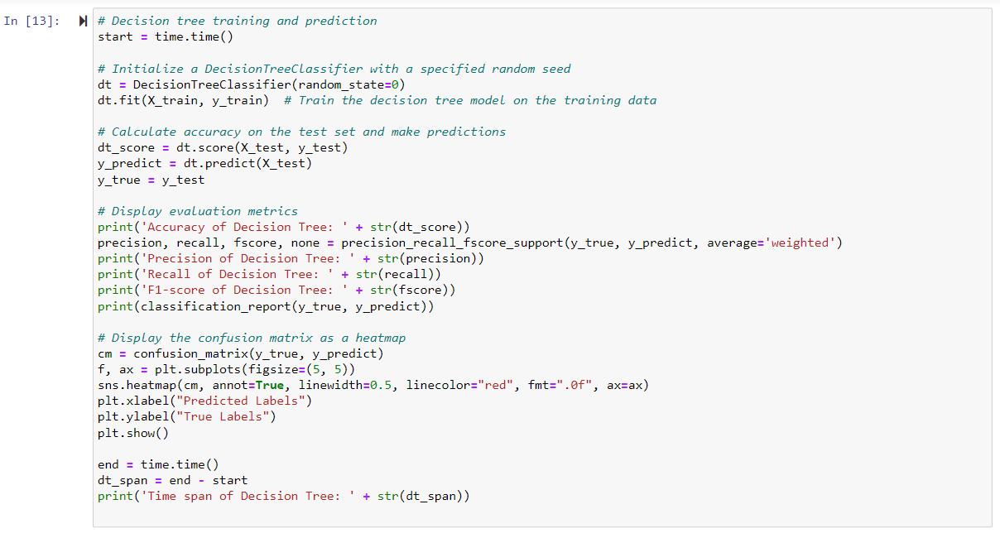 In [13]:
# Decision tree training and prediction
start = time.time()
# Initialize a DecisionTreeClassifier with a specified random seed
dt = DecisionTreeClassifier(random_state=0)
dt.fit(X_train, y_train)  # Train the decision tree model on the training data
# Calculate accuracy on the test set and make predictions
dt_score = dt.score(X_test, y_test)
y_predict = dt.predict(X_test)
y_true = y_test
# Display evaluation metrics
print('Accuracy of Decision Tree: ' + str(dt_score))
precision, recall, fscore, none = precision_recall_fscore_support(y_true, y_predict, average='weighted')
print('Precision of Decision Tree: ' + str(precision))
print('Recall of Decision Tree: ' + str(recall))
print('F1-score of Decision Tree: ' + str(fscore))
print(classification_report(y_true, y_predict))
# Display the confusion matrix as a heatmap
cm = confusion_matrix(y_true, y_predict)
f, ax = plt.subplots(figsize=(5, 5))
sns.heatmap(cm, annot=True, linewidth=0.5, linecolor="red", fmt=".0f", ax=ax)
plt.xlabel("Predicted Labels")
plt.ylabel("True Labels")
plt.show()
end = time.time()
dt_span = end - start
print('Time span of Decision Tree: ' + str(dt_span))